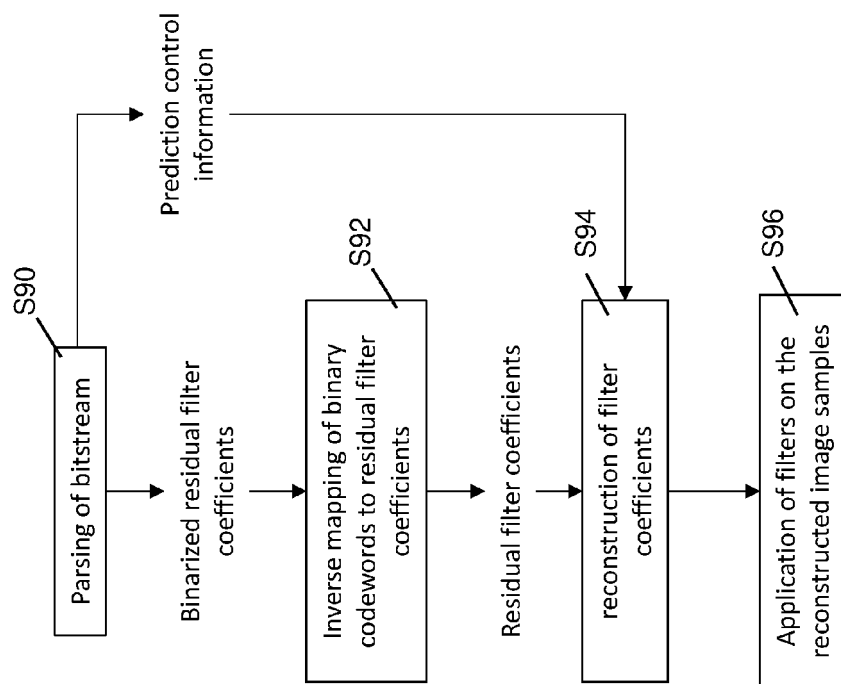 S90
Parsing of bitstream
Prediction control
information
Binarized residual filter
coefficients
S92
Inverse mapping of binary
codewords to residual filter
coefficients
Residual filter coefficients
S94
reconstruction of filter
coefficients
S96
Application of filters on the
reconstructed image samples